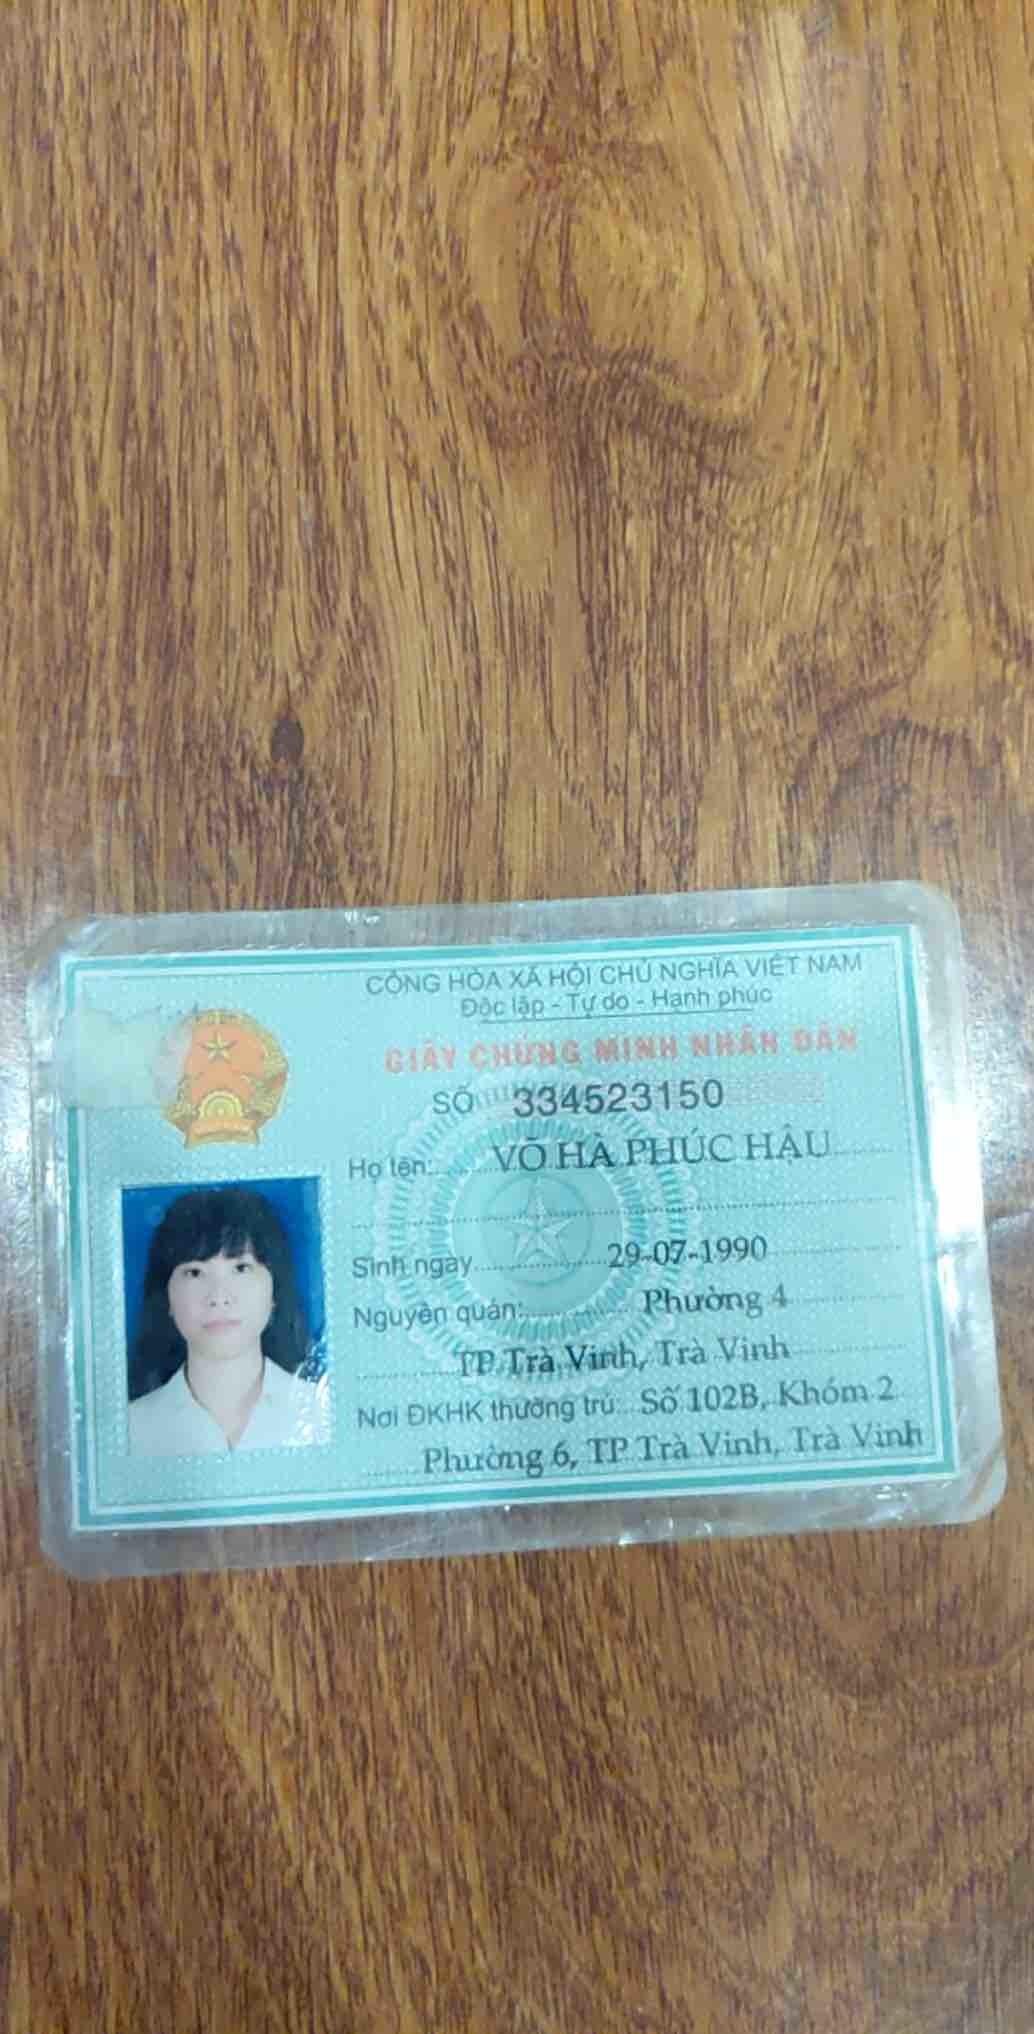 CỘNG HÒA XÃ HỘI CHỦ NGHĨA VIỆT NAM
Độc lập - Tự do - Hạnh phúc
GIẤY CHỨNG MINH NHÂN DÂN
SỐ 334523150
Họ tên: VÕ HÀ PHÚC HẬU
Sinh ngày 29-07-1990
Nguyên quán: Phường 4
TP. Trà Vinh, Trà Vinh
Nơi ĐKHK thường trú: Số 102B, Khóm 2
Phường 6, TP. Trà Vinh, Trà Vinh